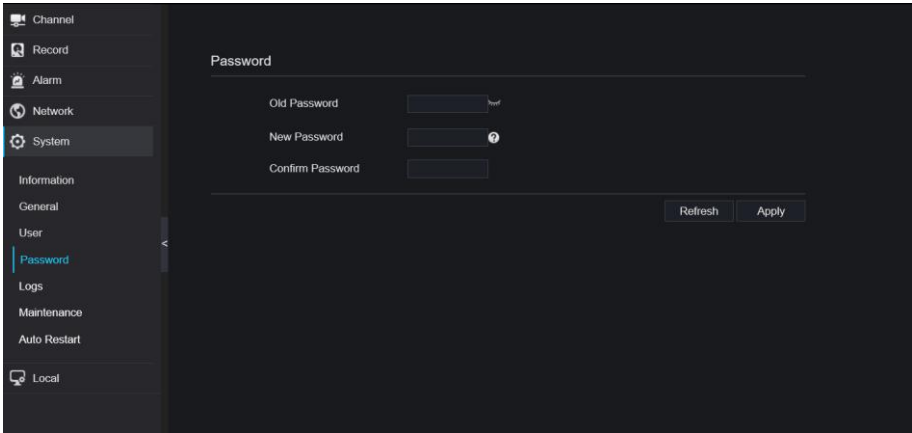 Channel
Record
Alarm
Network
System
Information
General
User
Password
Logs
Maintenance
Auto Restart
Local
<
Password
Old Password
New Password ?
Confirm Password
Refresh Apply